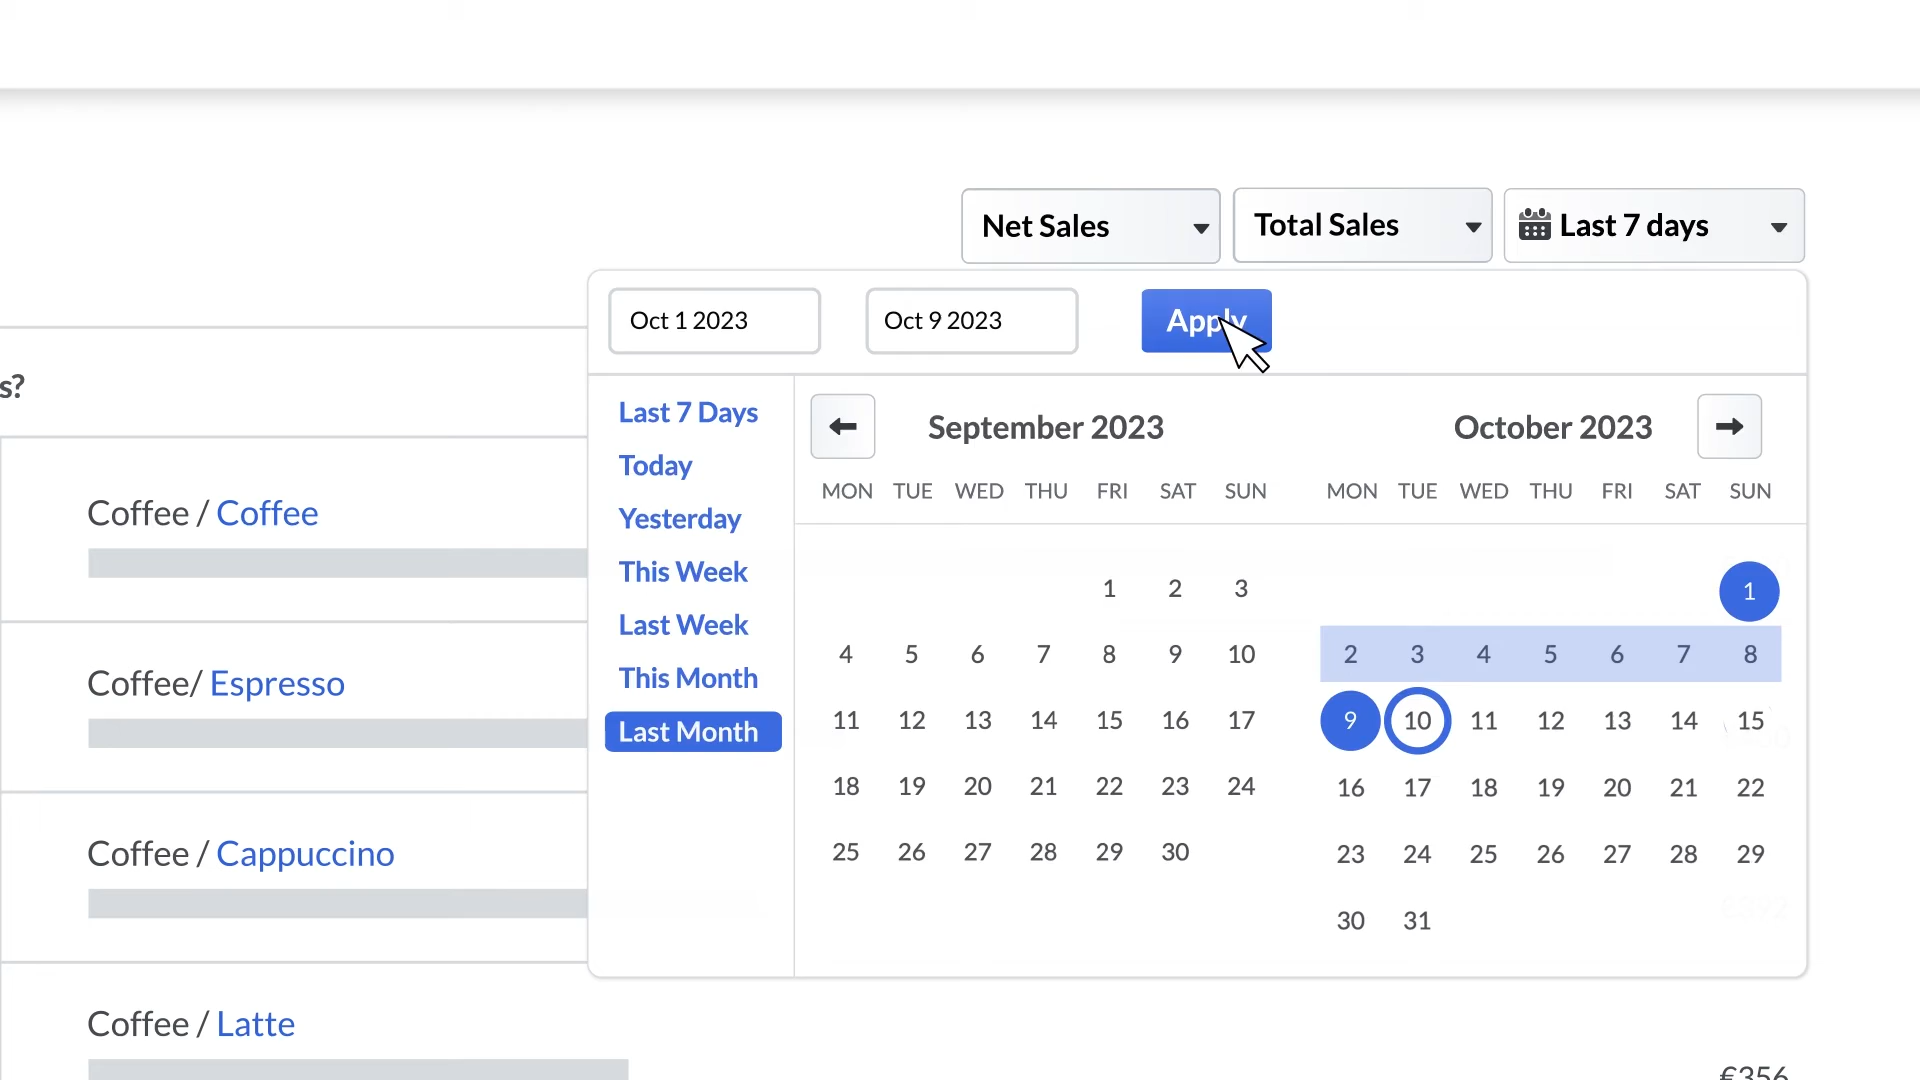 Net Sales
Total Sales
Last 7 days
Oct 1 2023
Oct 9 2023
Apply
s?
Last 7 Days
Today
Yesterday
This Week
Last Week
This Month
Last Month
September 2023
MON TUE WED THU FRI SAT SUN
1 2 3
4 5 6 7 8 9 10
11 12 13 14 15 16 17
18 19 20 21 22 23 24
25 26 27 28 29 30
October 2023
MON TUE WED THU FRI SAT SUN
1
2 3 4 5 6 7 8
9 10 11 12 13 14 15
16 17 18 19 20 21 22
23 24 25 26 27 28 29
30 31
Coffee / Coffee
Coffee/ Espresso
Coffee / Cappuccino
Coffee / Latte
€356